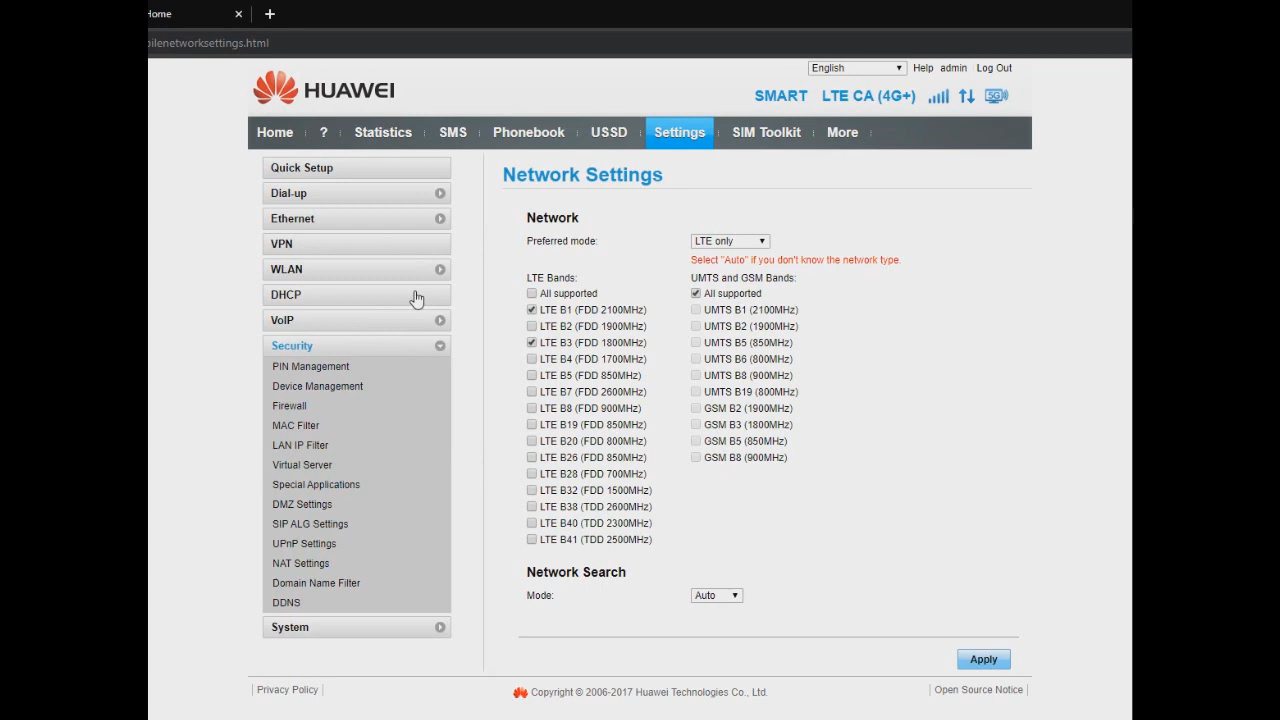 Home
bilenetworksettings.html
English Help admin Log Out
HUAWEI
SMART LTE CA (4G+) 5G
Home ? Statistics SMS Phonebook USSD Settings SIM Toolkit More
Quick Setup
Dial-up
Ethernet
VPN
WLAN
DHCP
VoIP
Security
PIN Management
Device Management
Firewall
MAC Filter
LAN IP Filter
Virtual Server
Special Applications
DMZ Settings
SIP ALG Settings
UPnP Settings
NAT Settings
Domain Name Filter
DDNS
System
Network Settings
Network
Preferred mode: LTE only
Select "Auto" if you don't know the network type.
LTE Bands:
All supported
LTE B1 (FDD 2100MHz)
LTE B2 (FDD 1900MHz)
LTE B3 (FDD 1800MHz)
LTE B4 (FDD 1700MHz)
LTE B5 (FDD 850MHz)
LTE B7 (FDD 2600MHz)
LTE B8 (FDD 900MHz)
LTE B19 (FDD 850MHz)
LTE B20 (FDD 800MHz)
LTE B26 (FDD 850MHz)
LTE B28 (FDD 700MHz)
LTE B32 (FDD 1500MHz)
LTE B38 (TDD 2600MHz)
LTE B40 (TDD 2300MHz)
LTE B41 (TDD 2500MHz)
UMTS and GSM Bands:
All supported
UMTS B1 (2100MHz)
UMTS B2 (1900MHz)
UMTS B5 (850MHz)
UMTS B6 (800MHz)
UMTS B8 (900MHz)
UMTS B19 (800MHz)
GSM B2 (1900MHz)
GSM B3 (1800MHz)
GSM B5 (850MHz)
GSM B8 (900MHz)
Network Search
Mode: Auto
Apply
Privacy Policy
Copyright © 2006-2017 Huawei Technologies Co., Ltd.
Open Source Notice